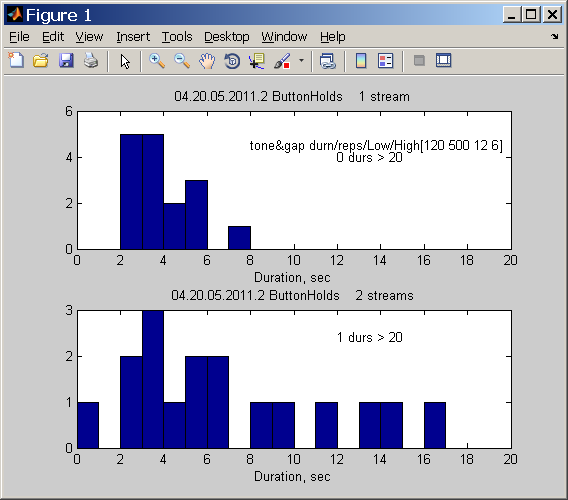 Figure 1
File Edit View Insert Tools Desktop Window Help
04.20.05.2011.2 ButtonHolds 1 stream
6
4
2
0
tone&gap durn/reps/Low/High[120 500 12 6]
0 durs > 20
0 2 4 6 8 10 12 14 16 18 20
Duration, sec
04.20.05.2011.2 ButtonHolds 2 streams
3
2
1
0
1 durs > 20
0 2 4 6 8 10 12 14 16 18 20
Duration, sec